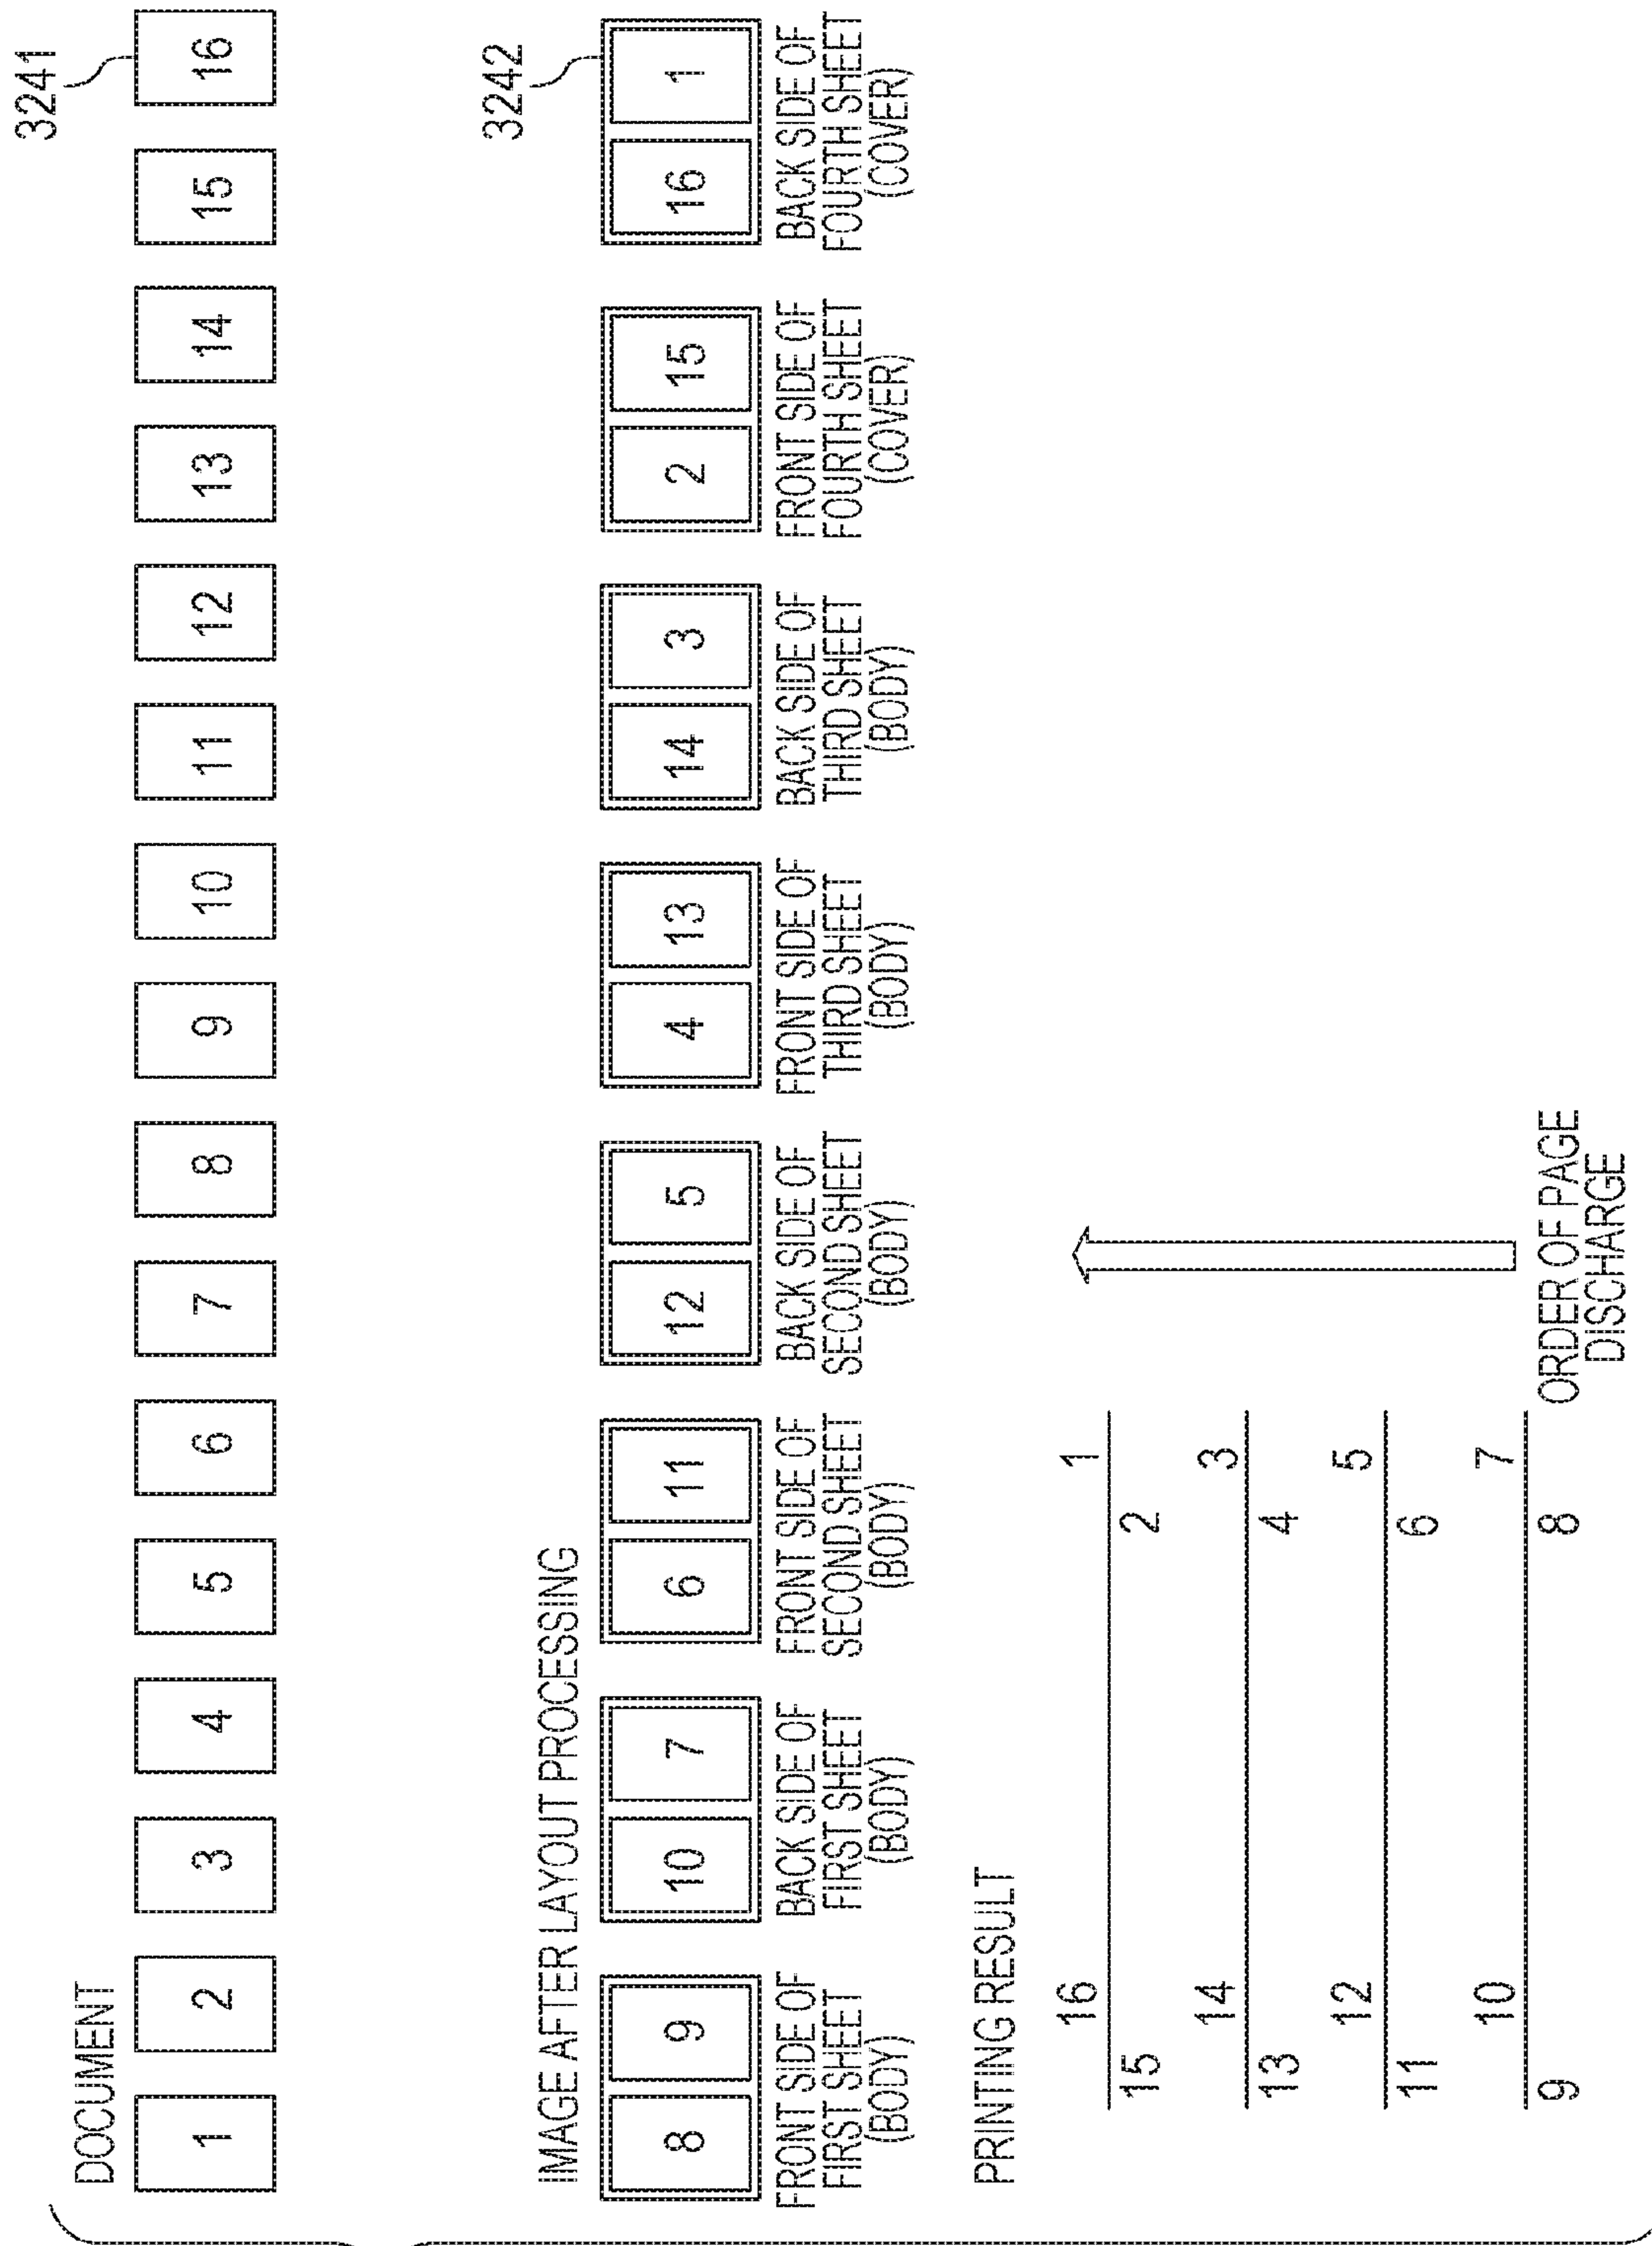 DOCUMENT
3241
1 2 3 4 5 6 7 8 9 10 11 12 13 14 15 16
IMAGE AFTER LAYOUT PROCESSING
3242
8 9
FRONT SIDE OF
FIRST SHEET
(BODY)
10 7
BACK SIDE OF
FIRST SHEET
(BODY)
6 11
FRONT SIDE OF
SECOND SHEET
(BODY)
12 5
BACK SIDE OF
SECOND SHEET
(BODY)
4 13
FRONT SIDE OF
THIRD SHEET
(BODY)
14 3
BACK SIDE OF
THIRD SHEET
(BODY)
2 15
FRONT SIDE OF
FOURTH SHEET
(COVER)
16 1
BACK SIDE OF
FOURTH SHEET
(COVER)
PRINTING RESULT
16 1
15 2
14 3
13 4
12 5
11 6
10 7
9 8
ORDER OF PAGE
DISCHARGE